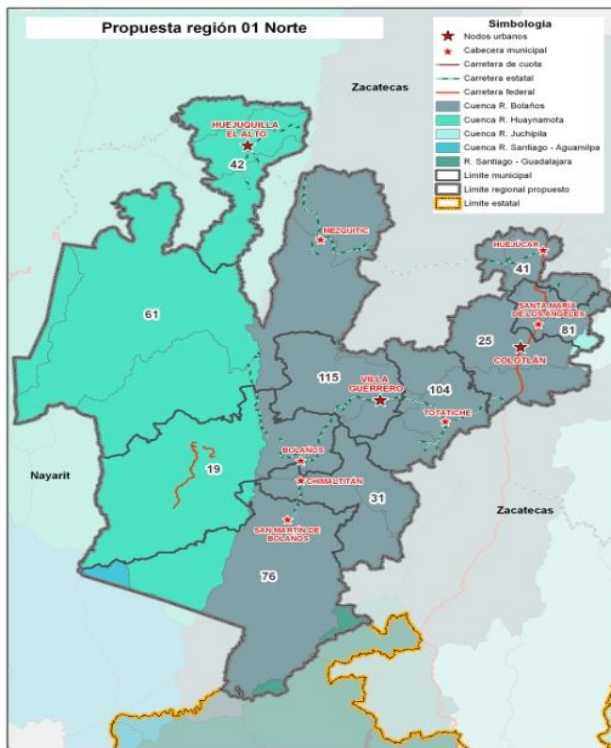 Propuesta región 01 Norte
Simbología
Nodos urbanos
Cabecera municipal
Carretera de cuota
Carretera estatal
Carretera federal
Cuenca R. Bolaños
Cuenca R. Huaynamota
Cuenca R. Juchipila
Cuenca R. Santiago - Aguamilpa
R. Santiago - Guadalajara
Límite municipal
Límite regional propuesto
Límite estatal
Zacatecas
HUEJUQUILLA
EL ALTO
42
MEZQUITIC
HUEJÚCAR
41
SANTA MARÍA
DE LOS ÁNGELES
81
61
25
COLOTLÁN
115
VILLA
GUERRERO
104
TOTATICHE
Nayarit
19
BOLAÑOS
CHIMALTITÁN
31
Zacatecas
SAN MARTÍN DE
BOLAÑOS
76